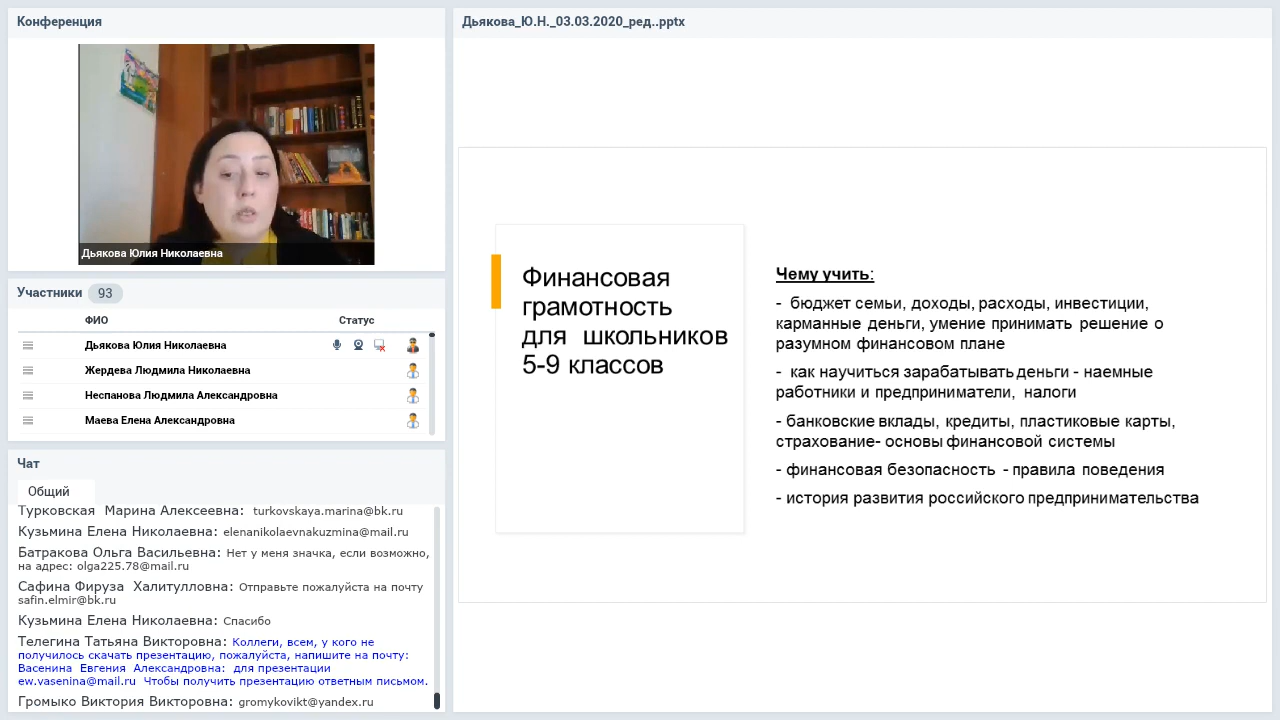 Конференция
Дьякова Юлия Николаевна
Участники 93
ФИО Статус
Дьякова Юлия Николаевна
Жердева Людмила Николаевна
Неспанова Людмила Александровна
Маева Елена Александровна
Чат
Общий
Турковская Марина Алексеевна: turkovskaya.marina@bk.ru
Кузьмина Елена Николаевна: elenanikolaevnakuzmina@mail.ru
Батракова Ольга Васильевна: Нет у меня значка, если возможно,
на адрес: olga225.78@mail.ru
Сафина Фируза Халитулловна: Отправьте пожалуйста на почту
safin.elmir@bk.ru
Кузьмина Елена Николаевна: Спасибо
Телегина Татьяна Викторовна: Коллеги, всем, у кого не
получилось скачать презентацию, пожалуйста, напишите на почту:
Васенина Евгения Александровна: для презентации
ew.vasenina@mail.ru Чтобы получить презентацию ответным письмом.
Громыко Виктория Викторовна: gromykovikt@yandex.ru
Дьякова_Ю.Н._03.03.2020_ред..pptx
Финансовая
грамотность
для школьников
5-9 классов
Чему учить:
- бюджет семьи, доходы, расходы, инвестиции,
карманные деньги, умение принимать решение о
разумном финансовом плане
- как научиться зарабатывать деньги - наемные
работники и предприниматели, налоги
- банковские вклады, кредиты, пластиковые карты,
страхование- основы финансовой системы
- финансовая безопасность - правила поведения
- история развития российского предпринимательства